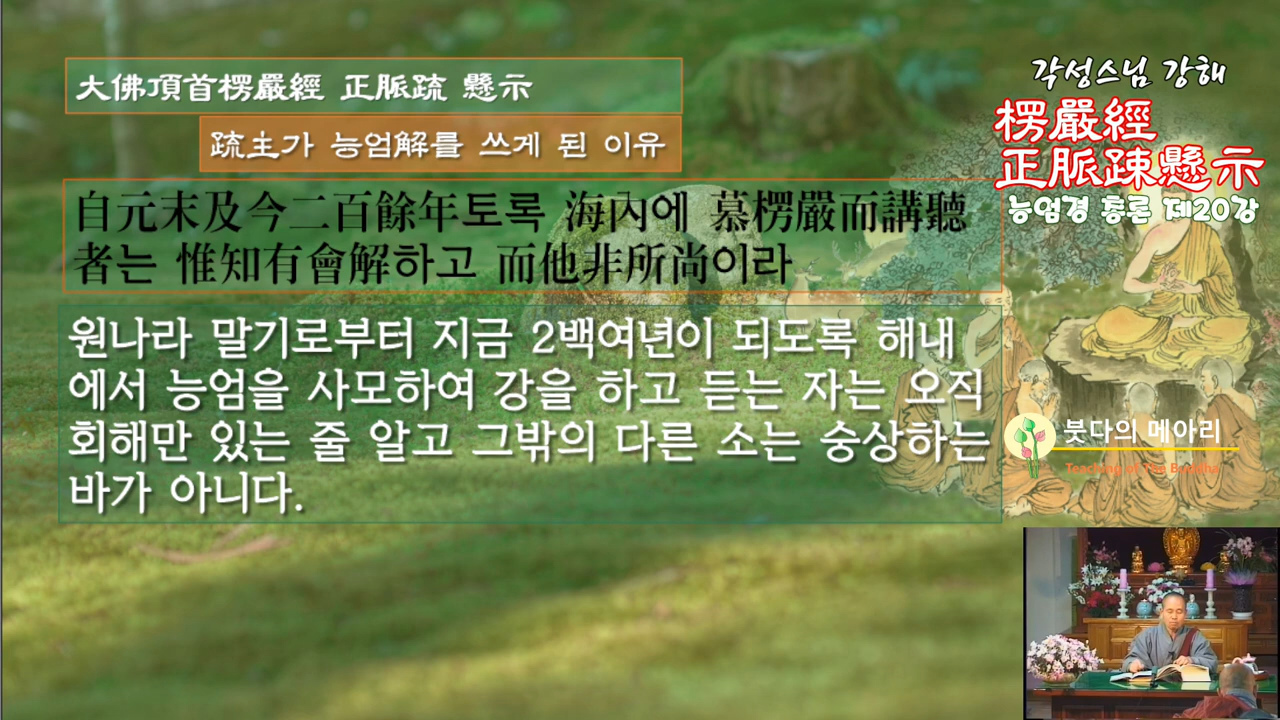 大佛頂首楞嚴經 正脈疏 懸示
疏主가 능엄解를 쓰게 된 이유
自元末及今二百餘年토록 海內에 慕楞嚴而講聽
者는 惟知有會解하고 而他非所尚이라
원나라 말기로부터 지금 2백여년이 되도록 해내
에서 능엄을 사모하여 강을 하고 듣는 자는 오직
회해만 있는 줄 알고 그밖의 다른 소는 숭상하는
바가 아니다.
각성스님 강해
楞嚴經
正脈疎懸示
능엄경 총론 제20강
붓다의 메아리
Teaching of The Buddha